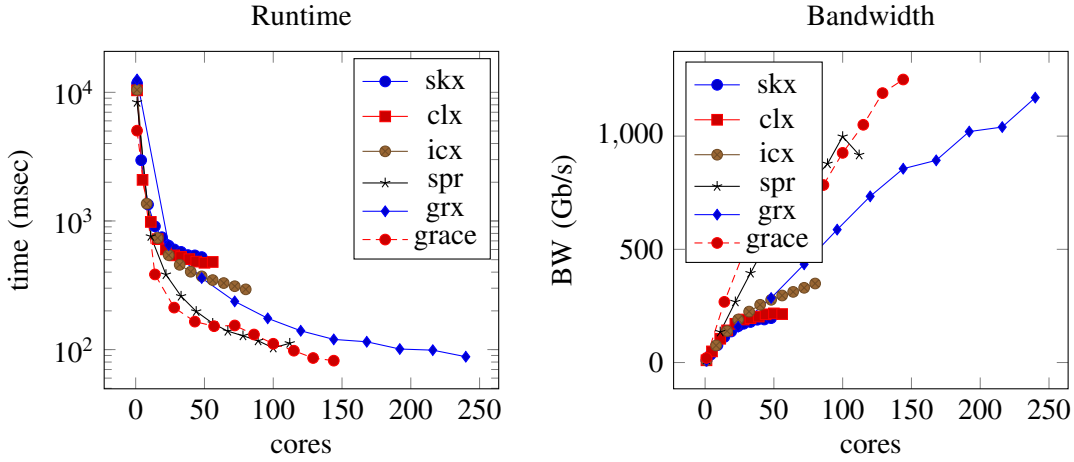 Runtime
10^4
10^3
10^2
time (msec)
0 50 100 150 200 250
cores
skx
clx
icx
spr
grx
grace
Bandwidth
1,000
500
0
BW (Gb/s)
0 50 100 150 200 250
cores
skx
clx
icx
spr
grx
grace